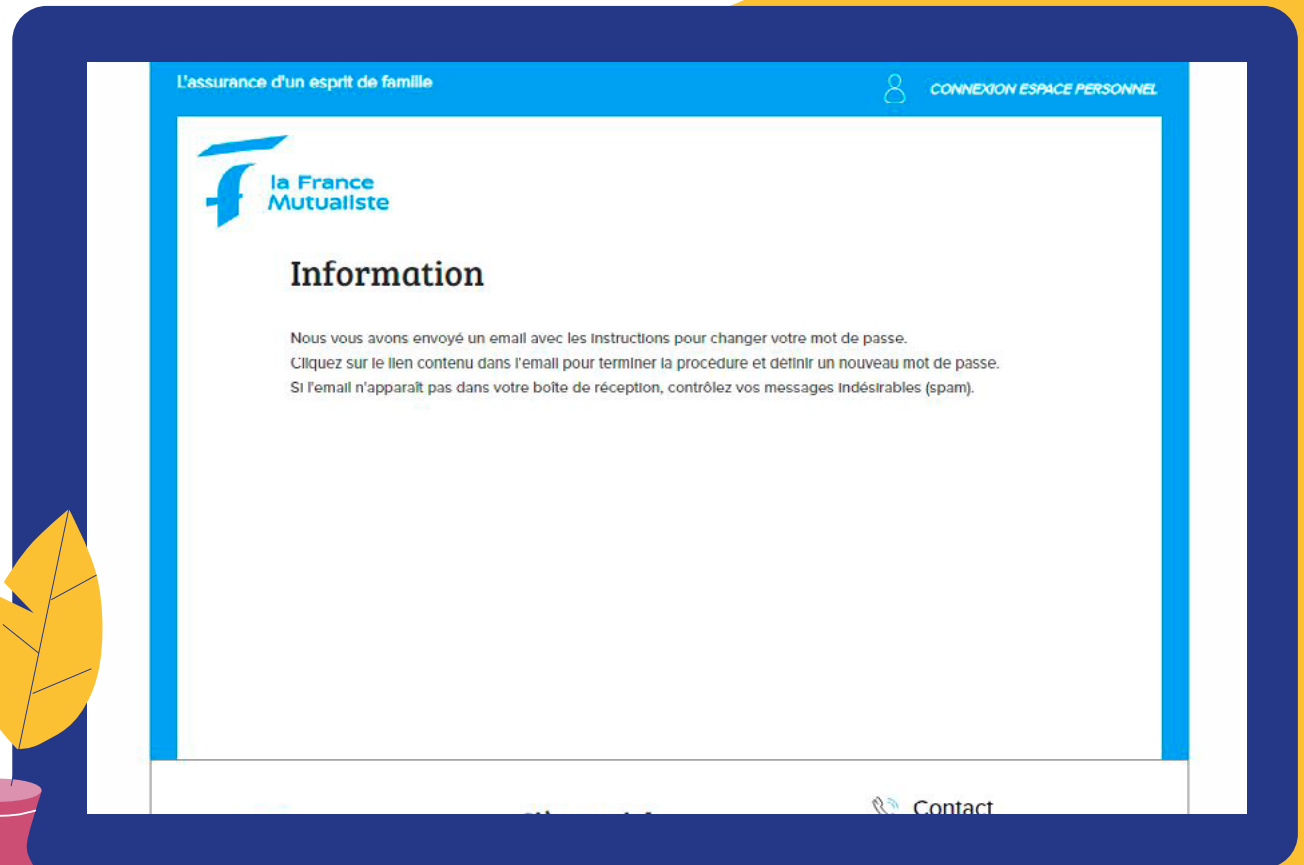 L'assurance d'un esprit de famille
CONNEXION ESPACE PERSONNEL
la France
Mutualiste
Information
Nous vous avons envoyé un email avec les instructions pour changer votre mot de passe.
Cliquez sur le lien contenu dans l'email pour terminer la procédure et définir un nouveau mot de passe.
Si l'email n'apparaît pas dans votre boîte de réception, contrôlez vos messages indésirables (spam).
Contact